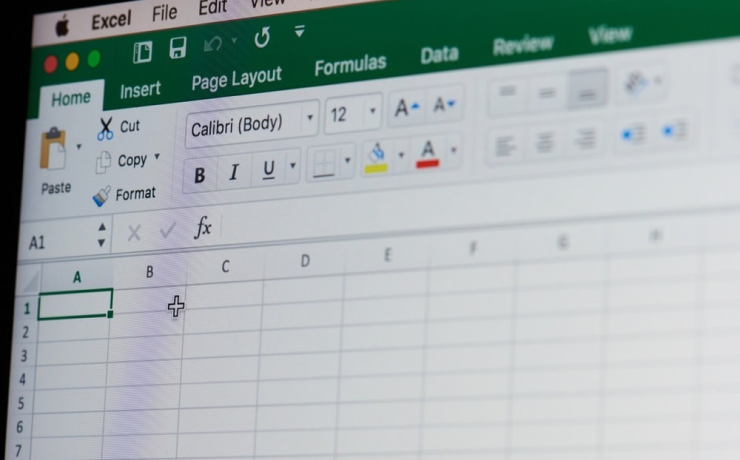 Excel File Edit View
Home Insert Page Layout Formulas Data Review View
Cut
Calibri (Body) 12 A A
Copy
Paste
Format
B I U A
A1 fx
A B C D E F G H
1
2
3
4
5
6
7